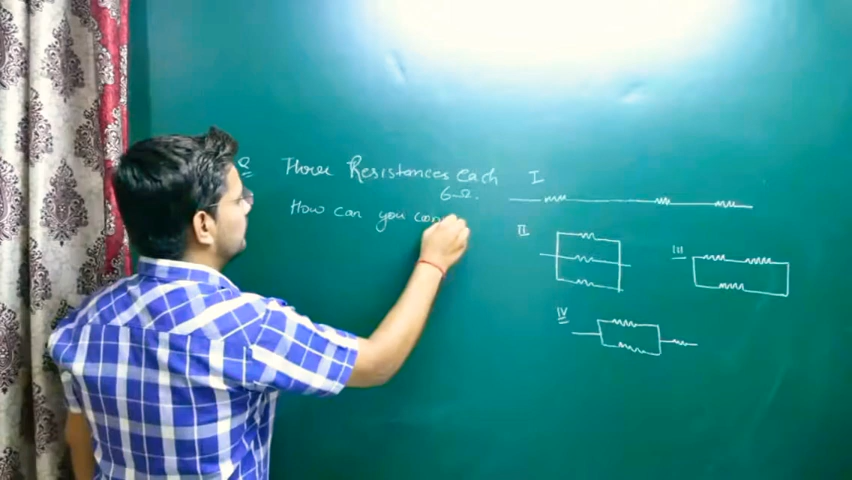 Q Three Resistances each
6Ω.
How can you con
I
II
III
IV